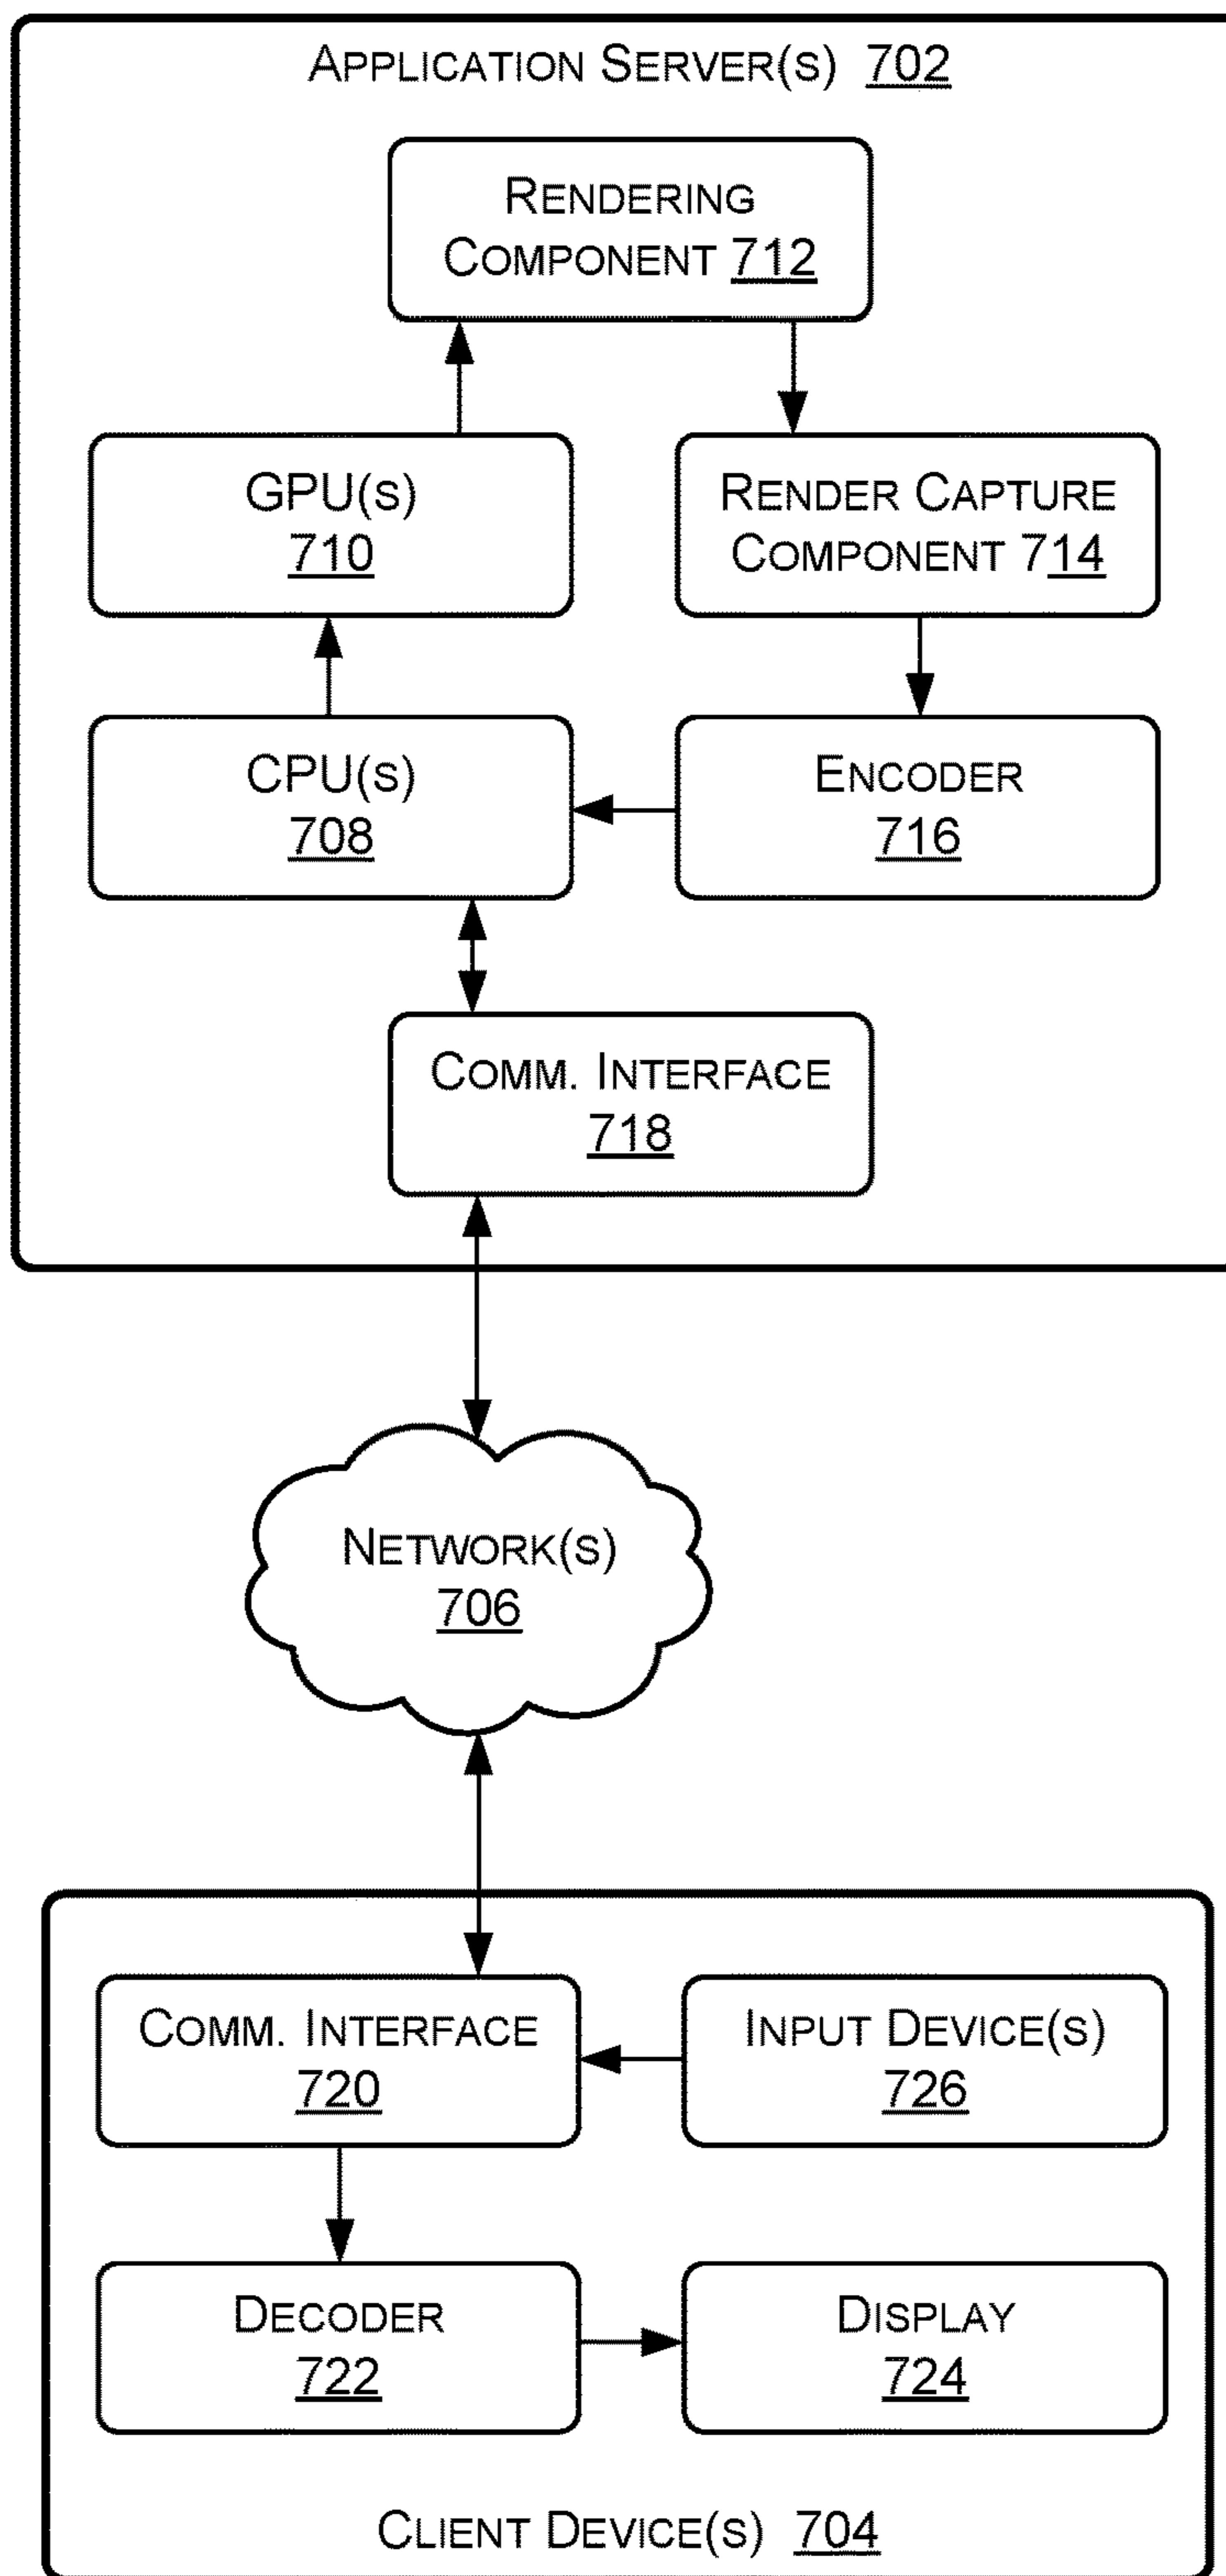 APPLICATION SERVER(S) 702
RENDERING
COMPONENT 712
GPU(S)
710
RENDER CAPTURE
COMPONENT 714
CPU(S)
708
ENCODER
716
COMM. INTERFACE
718
NETWORK(S)
706
COMM. INTERFACE
720
INPUT DEVICE(S)
726
DECODER
722
DISPLAY
724
CLIENT DEVICE(S) 704